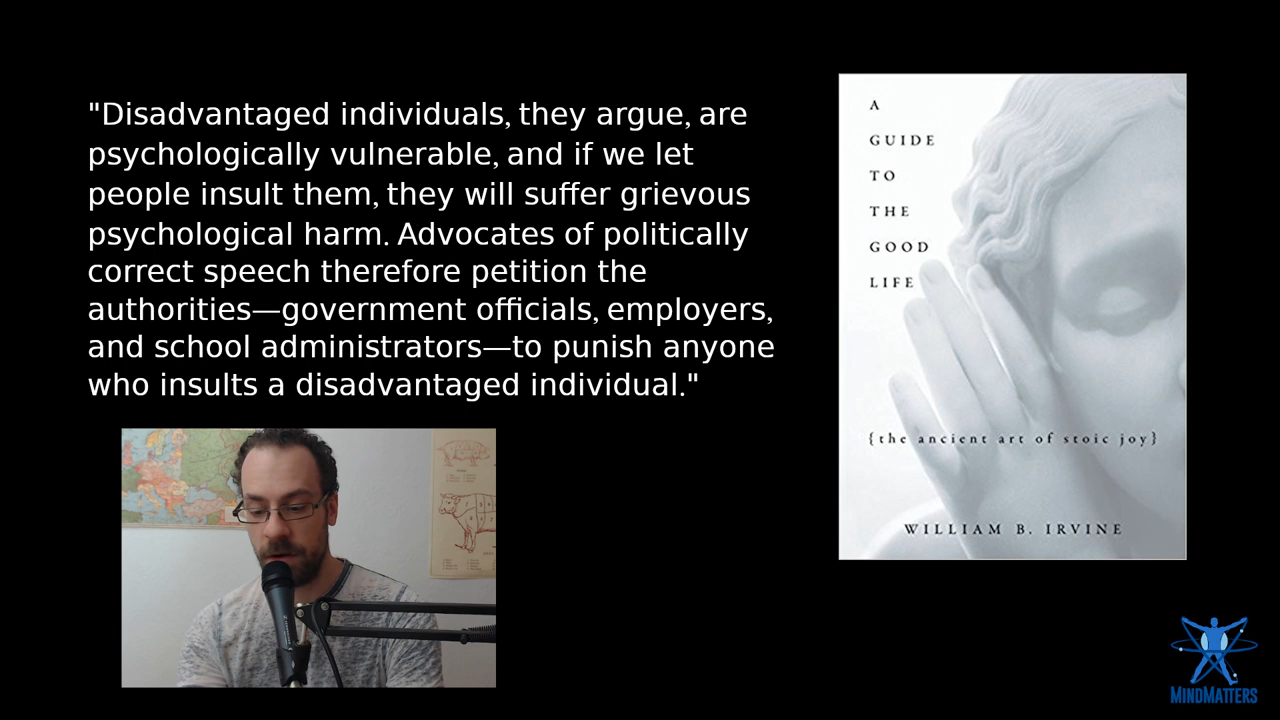 "Disadvantaged individuals, they argue, are
psychologically vulnerable, and if we let
people insult them, they will suffer grievous
psychological harm. Advocates of politically
correct speech therefore petition the
authorities—government officials, employers,
and school administrators—to punish anyone
who insults a disadvantaged individual."
A
GUIDE
TO
THE
GOOD
LIFE
{the ancient art of stoic joy}
WILLIAM B. IRVINE
MINDMATTERS